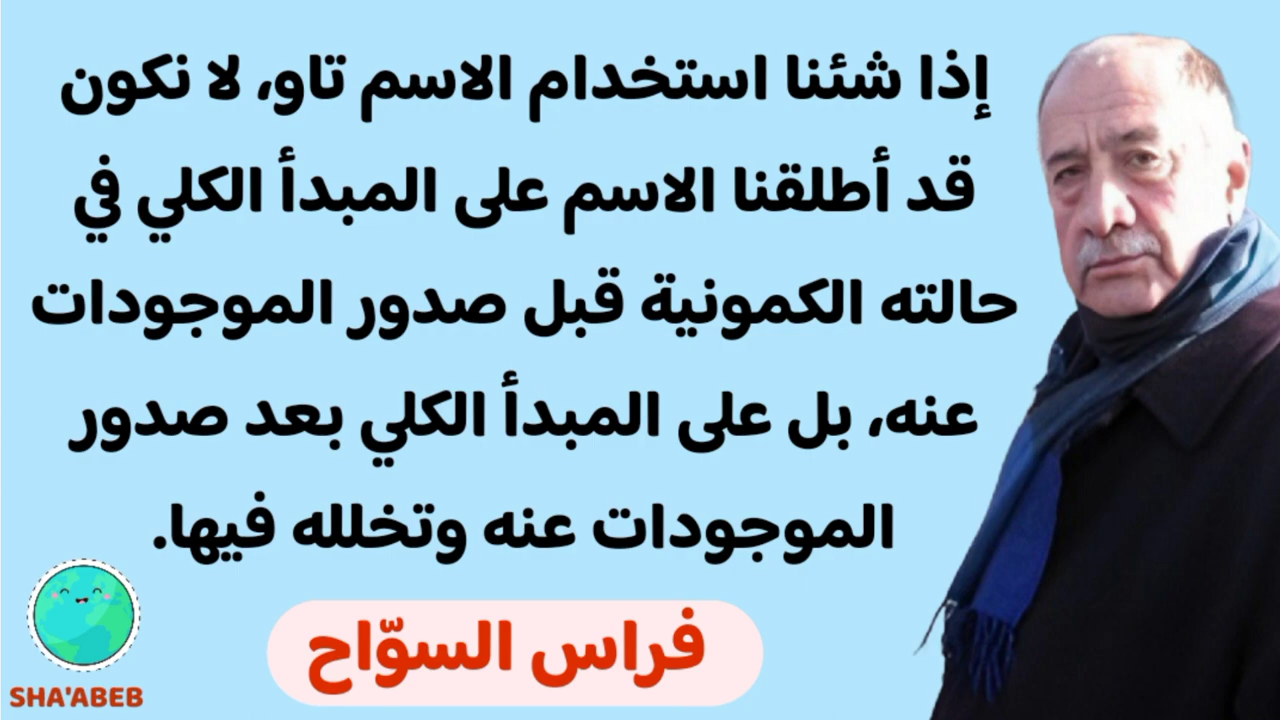 إذا شئنا استخدام الاسم تاو، لا نكون
قد أطلقنا الاسم على المبدأ الكلي في
حالته الكمونية قبل صدور الموجودات
عنه، بل على المبدأ الكلي بعد صدور
الموجودات عنه وتخلله فيها.
فراس السوّاح
SHA'ABEB